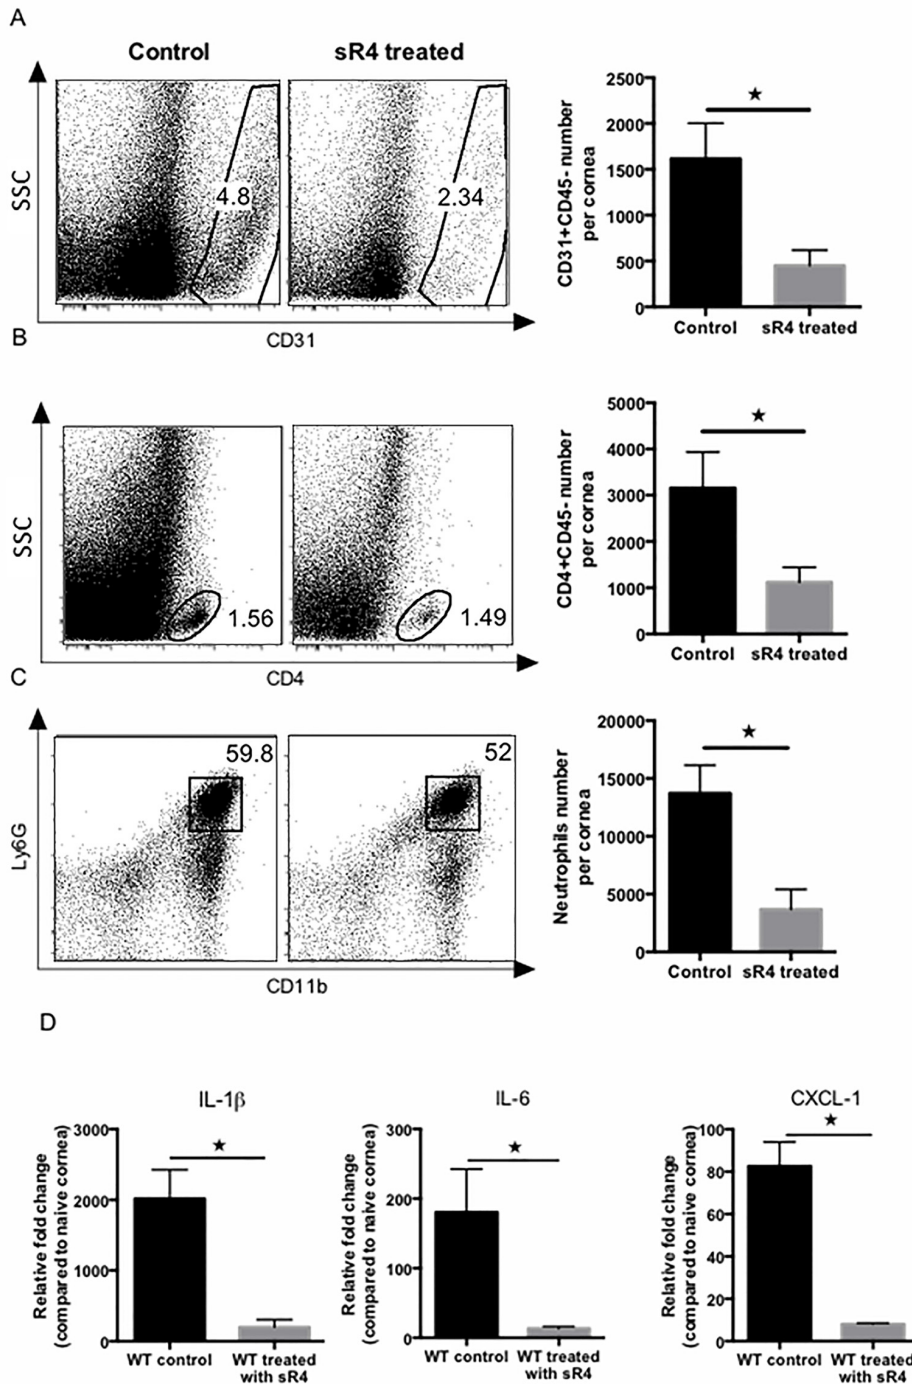 A
Control
sR4 treated
SSC
4.8
2.34
CD31
CD31+CD45- number
per cornea
2500
2000
1500
1000
500
0
★
Control
sR4 treated
B
SSC
1.56
1.49
CD4
CD4+CD45- number
per cornea
5000
4000
3000
2000
1000
0
★
Control
sR4 treated
C
Ly6G
59.8
52
CD11b
Neutrophils number
per cornea
20000
15000
10000
5000
0
★
Control
sR4 treated
D
IL-1β
Relative fold change
(compared to naive cornea)
3000
2000
1000
0
★
WT control
WT treated
with sR4
IL-6
Relative fold change
(compared to naive cornea)
300
200
100
0
★
WT control
WT treated
with sR4
CXCL-1
Relative fold change
(compared to naive cornea)
100
80
60
40
20
0
★
WT control
WT treated
with sR4